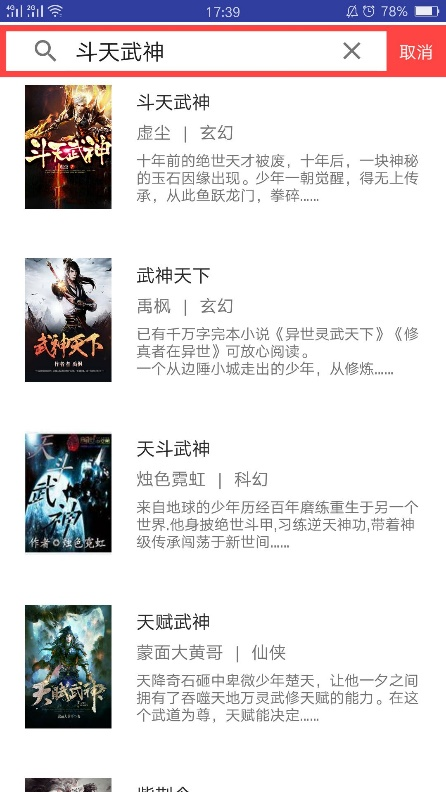 4G 2G 17:39 78%
斗天武神
取消
斗天武神
斗天武神
虚尘 | 玄幻
十年前的绝世天才被废，十年后，一块神秘
的玉石因缘出现。少年一朝觉醒，得无上传
承，从此鱼跃龙门，拳碎......
武神天下
作者 禹枫
武神天下
禹枫 | 玄幻
已有千万字完本小说《异世灵武天下》《修
真者在异世》可放心阅读。
一个从边陲小城走出的少年，从修炼......
天斗
武神
作者 烛色霓虹
天斗武神
烛色霓虹 | 科幻
来自地球的少年历经百年磨练重生于另一个
世界,他身披绝世斗甲,习练逆天神功,带着神
级传承闯荡于新世间......
天赋武神
天赋武神
蒙面大黄哥 | 仙侠
天降奇石砸中卑微少年楚天，让他一夕之间
拥有了吞噬天地万灵武修天赋的能力。在这
个武道为尊，天赋能决定......